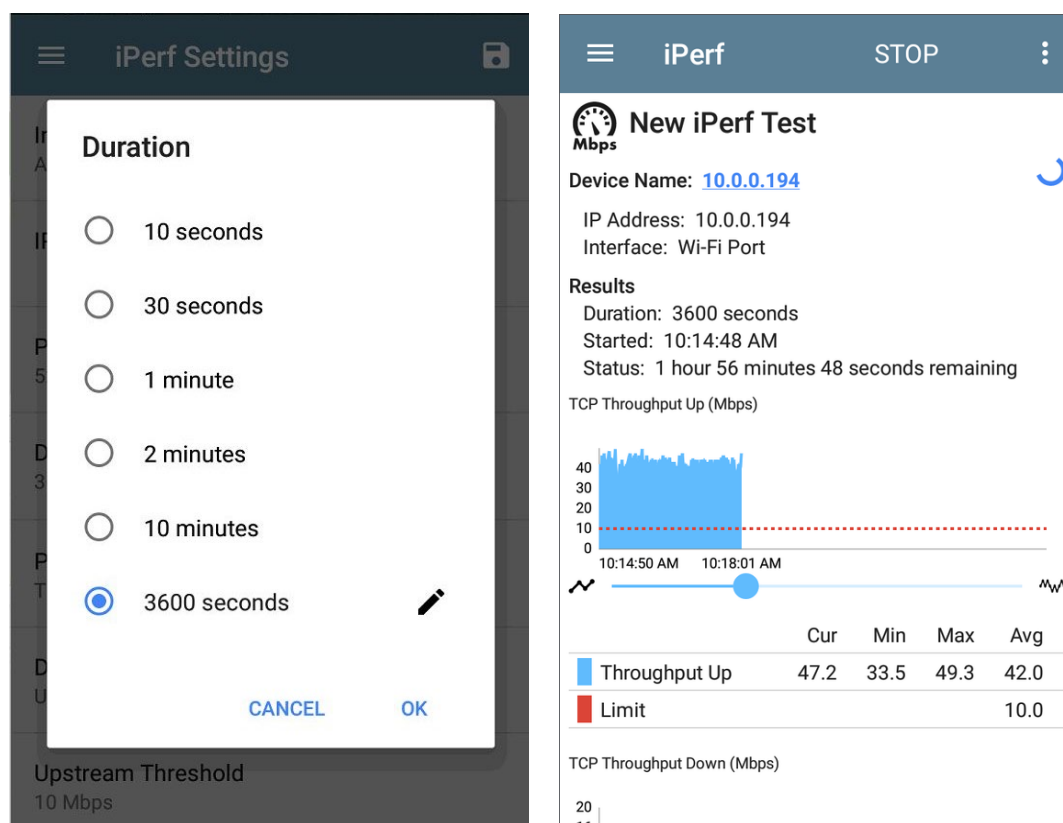 iPerf Settings
Duration
10 seconds
30 seconds
1 minute
2 minutes
10 minutes
3600 seconds
CANCEL OK
Upstream Threshold
10 Mbps
iPerf STOP
Mbps
New iPerf Test
Device Name: 10.0.0.194
IP Address: 10.0.0.194
Interface: Wi-Fi Port
Results
Duration: 3600 seconds
Started: 10:14:48 AM
Status: 1 hour 56 minutes 48 seconds remaining
TCP Throughput Up (Mbps)
40
30
20
10
0
10:14:50 AM 10:18:01 AM
Cur Min Max Avg
Throughput Up 47.2 33.5 49.3 42.0
Limit 10.0
TCP Throughput Down (Mbps)
20